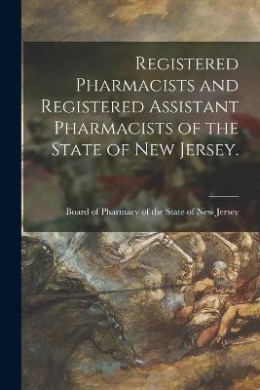 Registered
Pharmacists and
Registered Assistant
Pharmacists of the
State of New Jersey.
Board of Pharmacy of the State of New Jersey